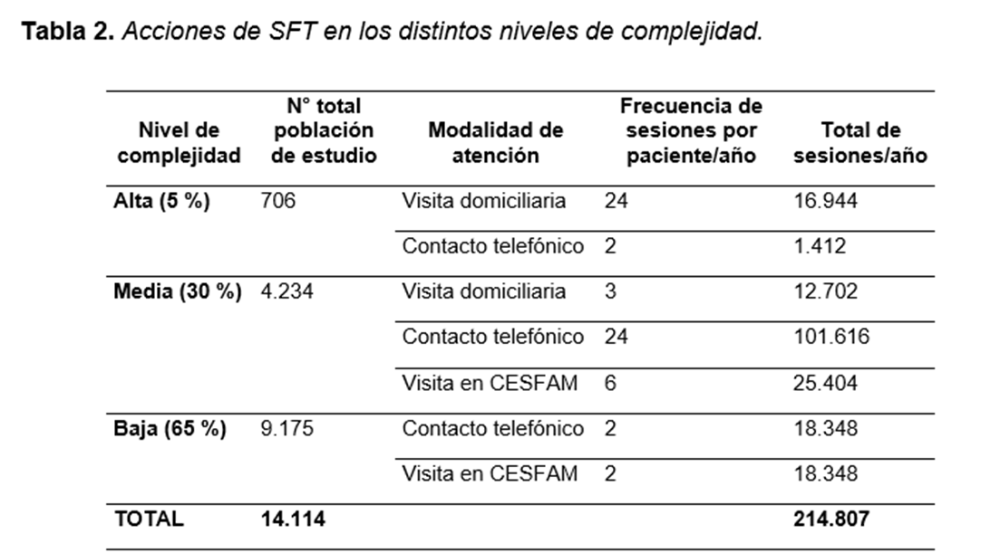 Tabla 2. Acciones de SFT en los distintos niveles de complejidad.
Nivel de complejidad N° total población de estudio Modalidad de atención Frecuencia de sesiones por paciente/año Total de sesiones/año
Alta (5 %) 706 Visita domiciliaria 24 16.944
Contacto telefónico 2 1.412
Media (30 %) 4.234 Visita domiciliaria 3 12.702
Contacto telefónico 24 101.616
Visita en CESFAM 6 25.404
Baja (65 %) 9.175 Contacto telefónico 2 18.348
Visita en CESFAM 2 18.348
TOTAL 14.114 214.807